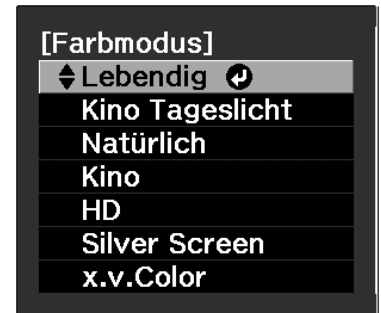 [Farbmodus]
Lebendig
Kino Tageslicht
Natürlich
Kino
HD
Silver Screen
x.v.Color